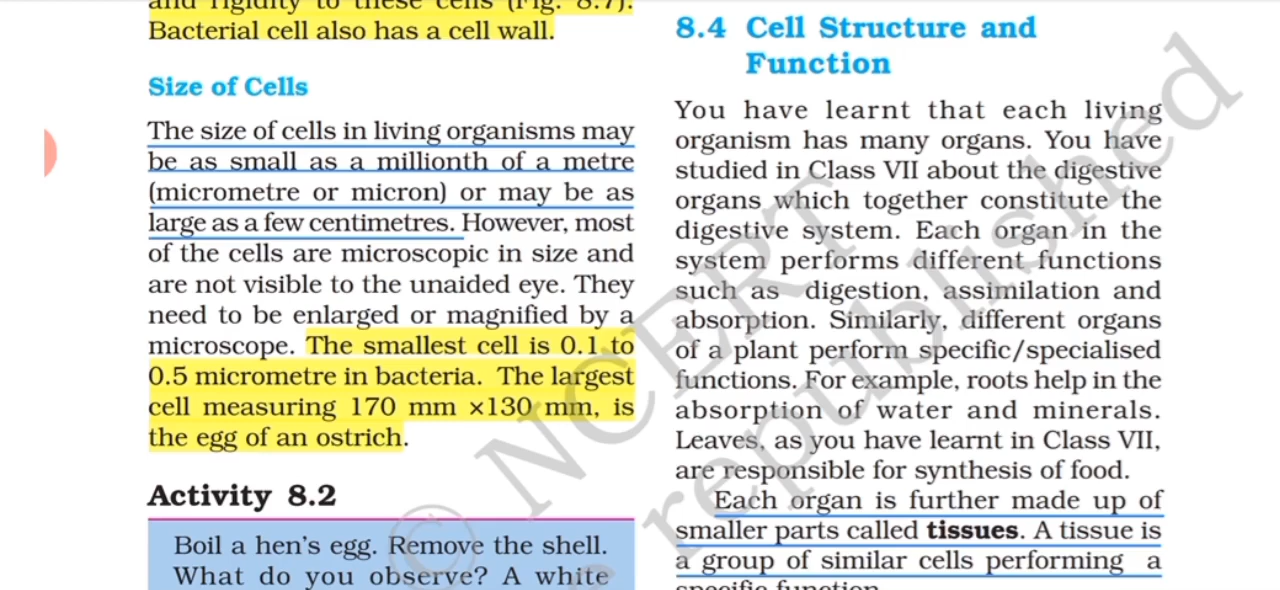 and rigidity to these cells (Fig. 8.7).
Bacterial cell also has a cell wall.
Size of Cells
The size of cells in living organisms may
be as small as a millionth of a metre
(micrometre or micron) or may be as
large as a few centimetres. However, most
of the cells are microscopic in size and
are not visible to the unaided eye. They
need to be enlarged or magnified by a
microscope. The smallest cell is 0.1 to
0.5 micrometre in bacteria. The largest
cell measuring 170 mm ×130 mm, is
the egg of an ostrich.
Activity 8.2
Boil a hen's egg. Remove the shell.
What do you observe? A white
8.4 Cell Structure and
Function
You have learnt that each living
organism has many organs. You have
studied in Class VII about the digestive
organs which together constitute the
digestive system. Each organ in the
system performs different functions
such as digestion, assimilation and
absorption. Similarly, different organs
of a plant perform specific/specialised
functions. For example, roots help in the
absorption of water and minerals.
Leaves, as you have learnt in Class VII,
are responsible for synthesis of food.
Each organ is further made up of
smaller parts called tissues. A tissue is
a group of similar cells performing a
specific function.
© NCERT
republished